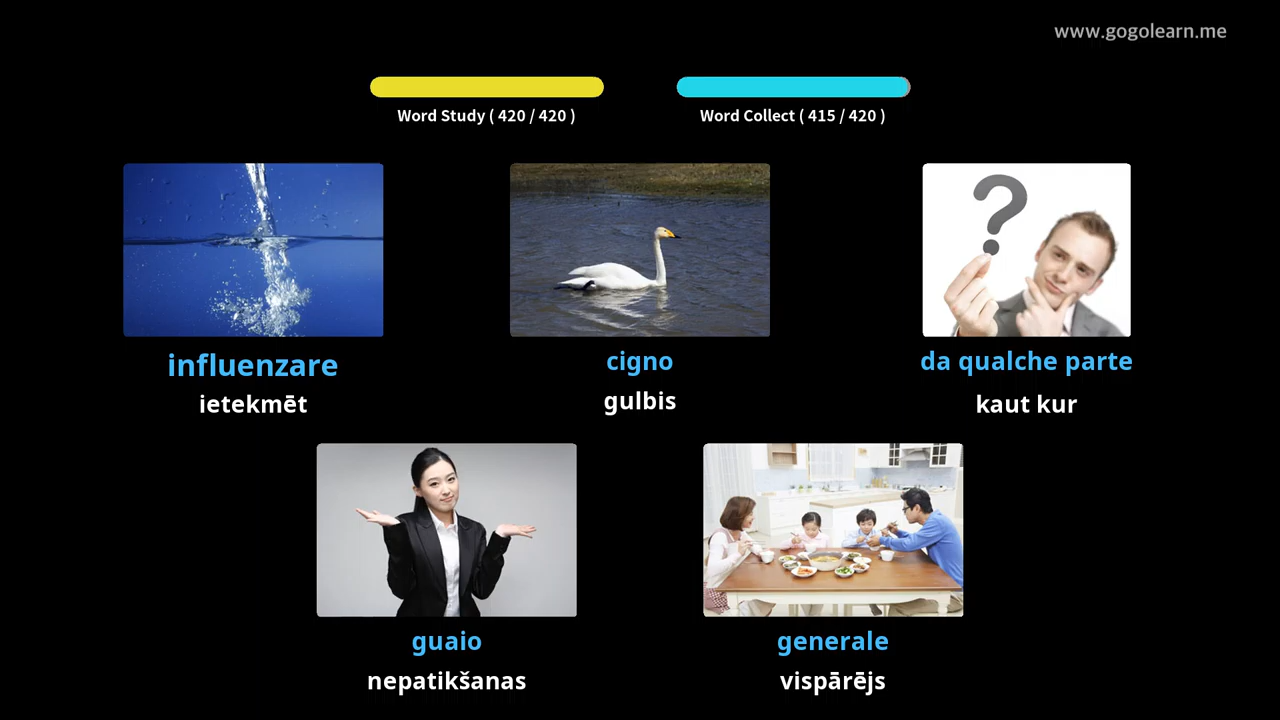 www.gogolearn.me
Word Study ( 420 / 420 )
Word Collect ( 415 / 420 )
influenzare
ietekmēt
cigno
gulbis
da qualche parte
kaut kur
guaio
nepatikšanas
generale
vispārējs